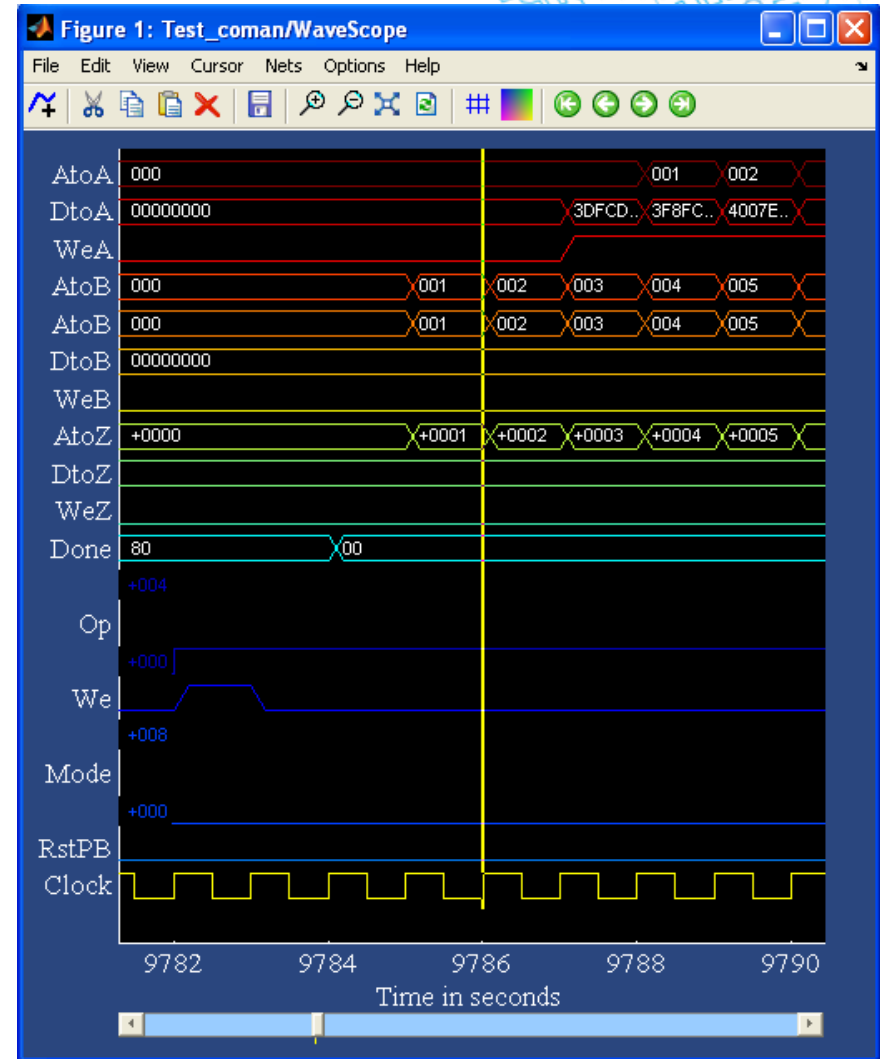 Figure 1: Test_coman/WaveScope
File Edit View Cursor Nets Options Help
AtoA 000 001 002
DtoA 00000000 3DFCD.. 3F8FC.. 4007E..
WeA
AtoB 000 001 002 003 004 005
AtoB 000 001 002 003 004 005
DtoB 00000000
WeB
AtoZ +0000 +0001 +0002 +0003 +0004 +0005
DtoZ
WeZ
Done 80 00
+004
Op
+000
We
+008
Mode
+000
RstPB
Clock
9782 9784 9786 9788 9790
Time in seconds